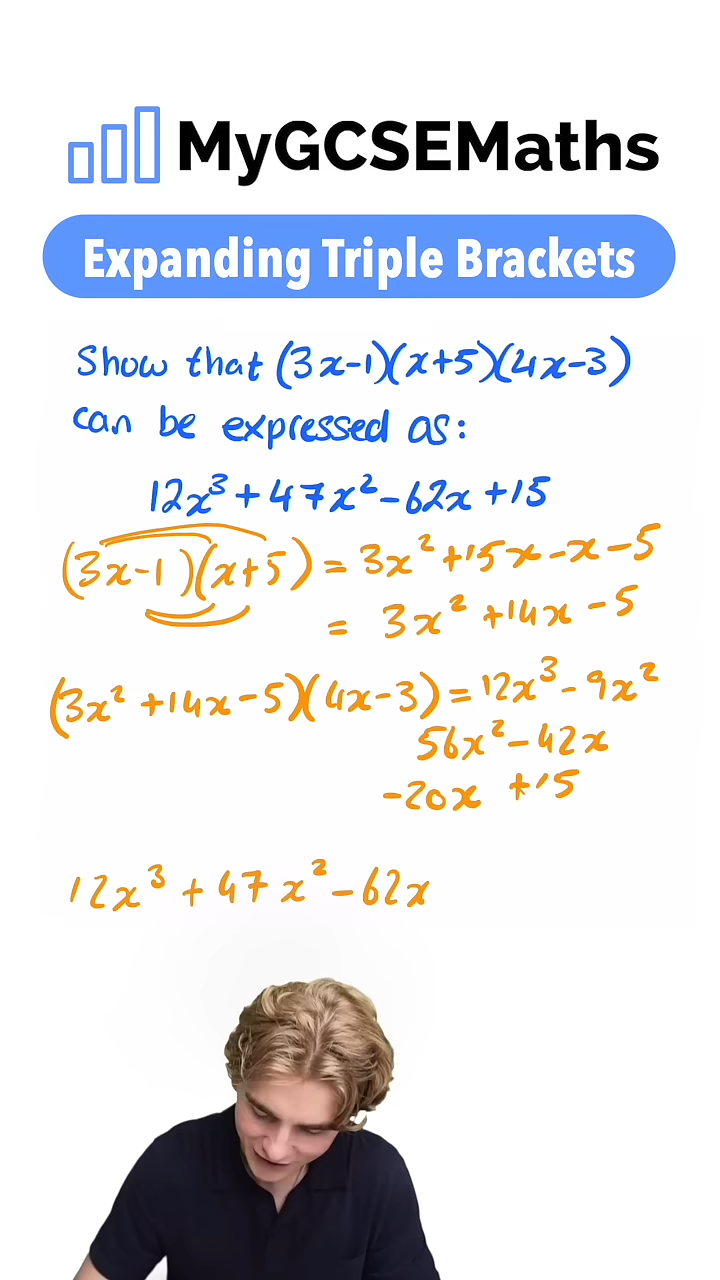 MyGCSEMaths
Expanding Triple Brackets
Show that (3x-1)(x+5)(4x-3)
can be expressed as:
12x³+47x²-62x+15
(3x-1)(x+5) = 3x²+15x-x-5
= 3x²+14x-5
(3x²+14x-5)(4x-3)=12x³-9x²
56x²-42x
-20x +15
12x³+47x²-62x